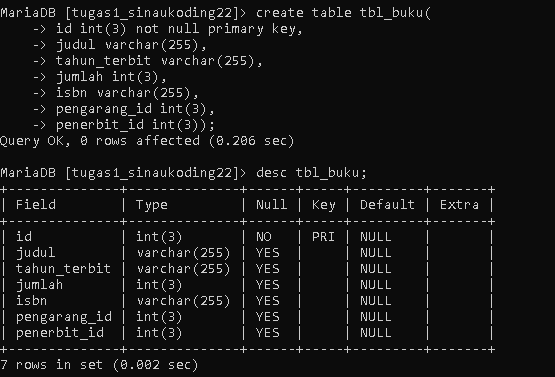 MariaDB [tugas1_sinaukoding22]> create table tbl_buku(
    -> id int(3) not null primary key,
    -> judul varchar(255),
    -> tahun_terbit varchar(255),
    -> jumlah int(3),
    -> isbn varchar(255),
    -> pengarang_id int(3),
    -> penerbit_id int(3));
Query OK, 0 rows affected (0.206 sec)
MariaDB [tugas1_sinaukoding22]> desc tbl_buku;
+--------------+--------------+------+-----+---------+-------+
| Field        | Type         | Null | Key | Default | Extra |
+--------------+--------------+------+-----+---------+-------+
| id           | int(3)       | NO   | PRI | NULL    |       |
| judul        | varchar(255) | YES  |     | NULL    |       |
| tahun_terbit | varchar(255) | YES  |     | NULL    |       |
| jumlah       | int(3)       | YES  |     | NULL    |       |
| isbn         | varchar(255) | YES  |     | NULL    |       |
| pengarang_id | int(3)       | YES  |     | NULL    |       |
| penerbit_id  | int(3)       | YES  |     | NULL    |       |
+--------------+--------------+------+-----+---------+-------+
7 rows in set (0.002 sec)